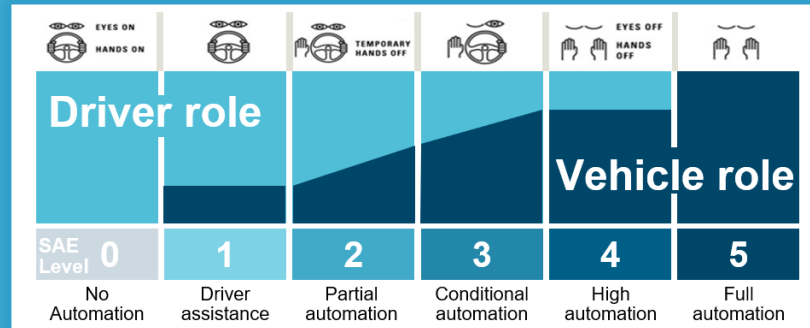 EYES ON
HANDS ON
TEMPORARY
HANDS OFF
EYES OFF
HANDS
OFF
Driver role
Vehicle role
SAE
Level 0
1
2
3
4
5
No
Automation
Driver
assistance
Partial
automation
Conditional
automation
High
automation
Full
automation